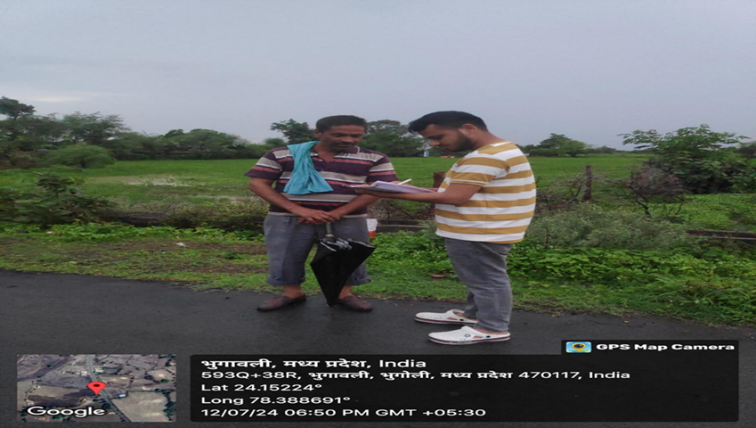 GPS Map Camera
भुगावली, मध्य प्रदेश, India
593Q+38R, भुगावली, भुगोली, मध्य प्रदेश 470117, India
Lat 24.15224°
Long 78.388691°
12/07/24 06:50 PM GMT +05:30
Google